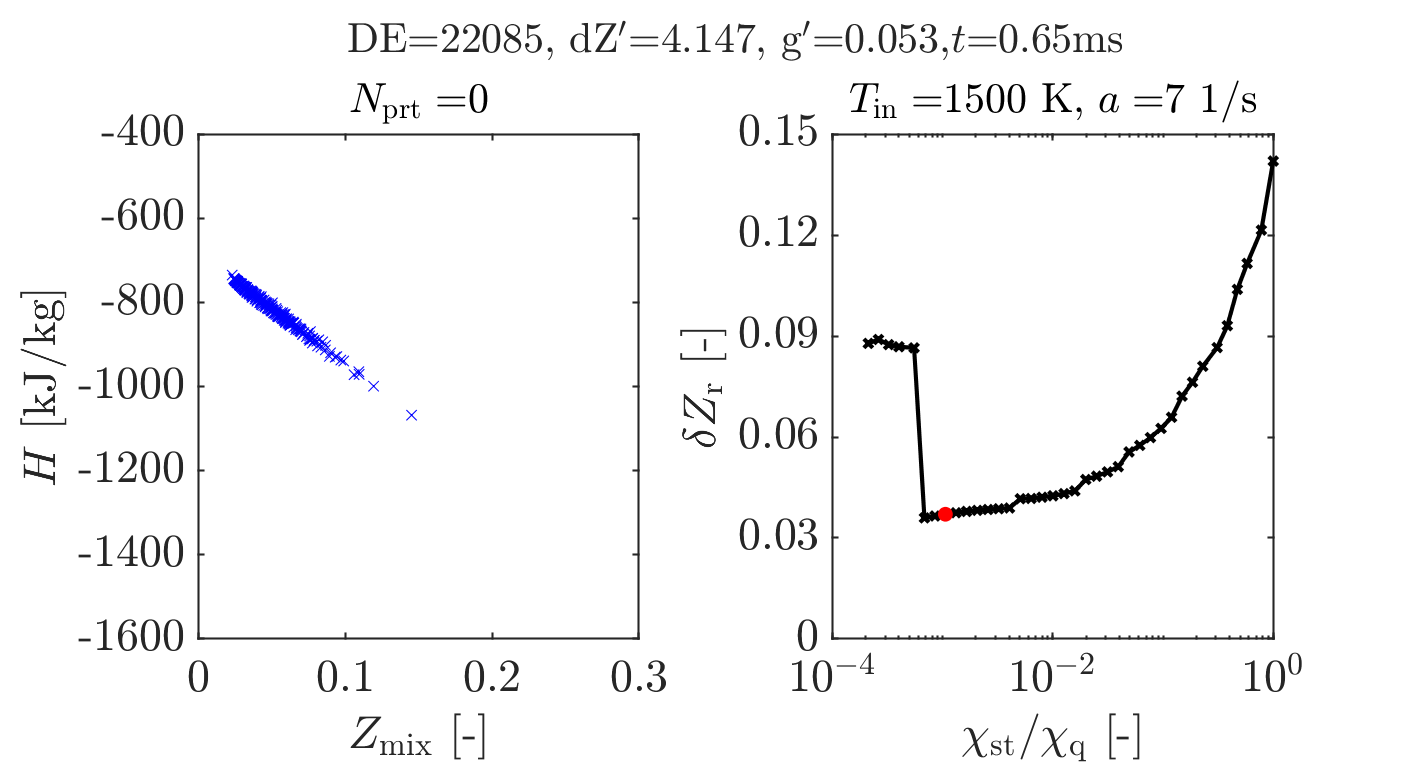 DE=22085, dZ′=4.147, g′=0.053,t=0.65ms
N_prt =0
-400
-600
-800
-1000
-1200
-1400
-1600
0
0.1
0.2
0.3
H [kJ/kg]
Z_mix [-]
T_in =1500 K, a =7 1/s
0.15
0.12
0.09
0.06
0.03
0
10^-4
10^-2
10^0
δZ_r [-]
χ_st/χ_q [-]